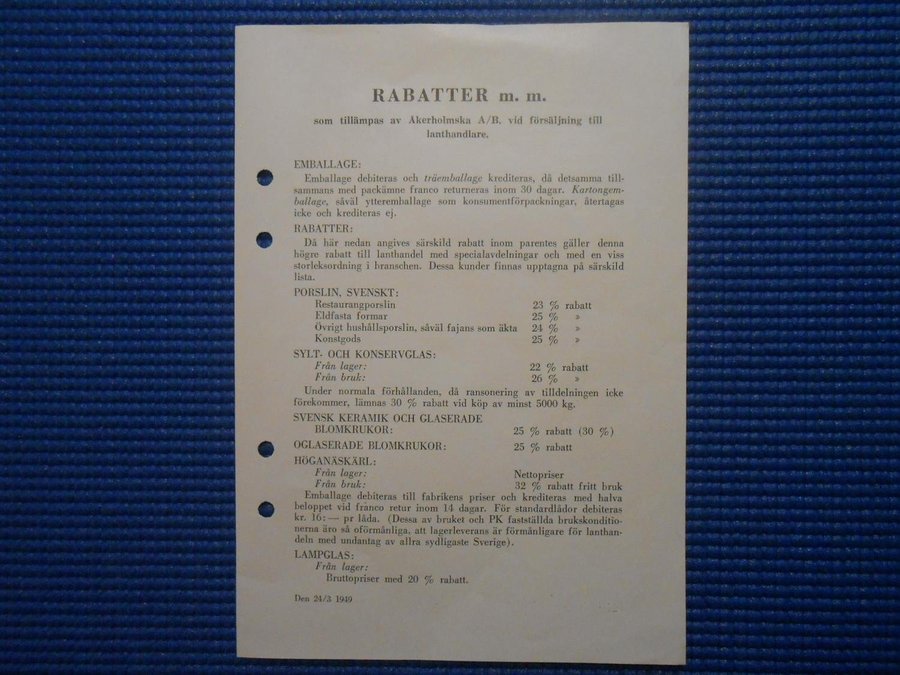 RABATTER m. m.
som tillämpas av Åkerholmska A/B. vid försäljning till
lanthandlare.
EMBALLAGE:
Emballage debiteras och träemballage krediteras, då detsamma till-
sammans med packämne franco returneras inom 30 dagar. Kartongem-
ballage, såväl ytteremballage som konsumentförpackningar, återtagas
icke och krediteras ej.
RABATTER:
Då här nedan angives särskild rabatt inom parentes gäller denna
högre rabatt till lanthandel med specialavdelningar och med en viss
storleksordning i branschen. Dessa kunder finnas upptagna på särskild
lista.
PORSLIN, SVENSKT:
Restaurangporslin 23 % rabatt
Eldfasta formar 25 % »
Övrigt hushållsporslin, såväl fajans som äkta 24 % »
Konstgods 25 % »
SYLT- OCH KONSERVGLAS:
Från lager: 22 % rabatt
Från bruk: 26 % »
Under normala förhållanden, då ransonering av tilldelningen icke
förekommer, lämnas 30 % rabatt vid köp av minst 5000 kg.
SVENSK KERAMIK OCH GLASERADE
BLOMKRUKOR: 25 % rabatt (30 %)
OGLASERADE BLOMKRUKOR: 25 % rabatt
HÖGANÄSKÄRL:
Från lager: Nettopriser
Från bruk: 32 % rabatt fritt bruk
Emballage debiteras till fabrikens priser och krediteras med halva
beloppet vid franco retur inom 14 dagar. För standardlådor debiteras
kr. 16: — pr låda. (Dessa av bruket och PK fastställda brukskonditio-
nerna äro så oförmånliga, att lagerleverans är förmånligare för lanthan-
deln med undantag av allra sydligaste Sverige).
LAMPGLAS:
Från lager:
Bruttopriser med 20 % rabatt.
Den 24/3 1949